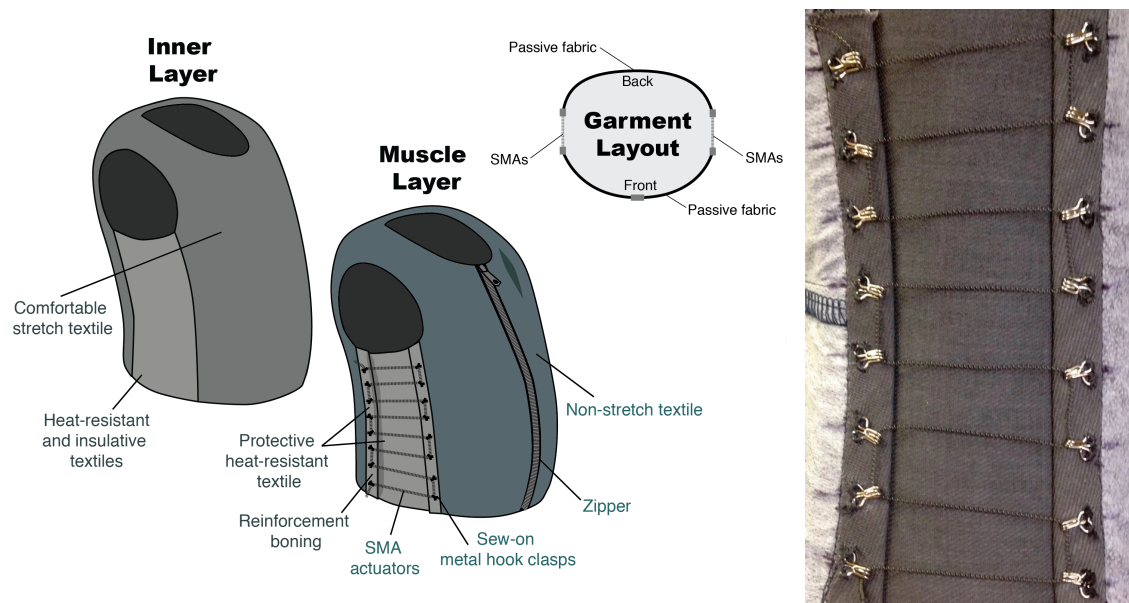 Inner
Layer
Comfortable
stretch textile
Heat-resistant
and insulative
textiles
Muscle
Layer
Protective
heat-resistant
textile
Reinforcement
boning
SMA
actuators
Sew-on
metal hook clasps
Zipper
Non-stretch textile
Passive fabric
Back
Garment
Layout
SMAs
SMAs
Front
Passive fabric